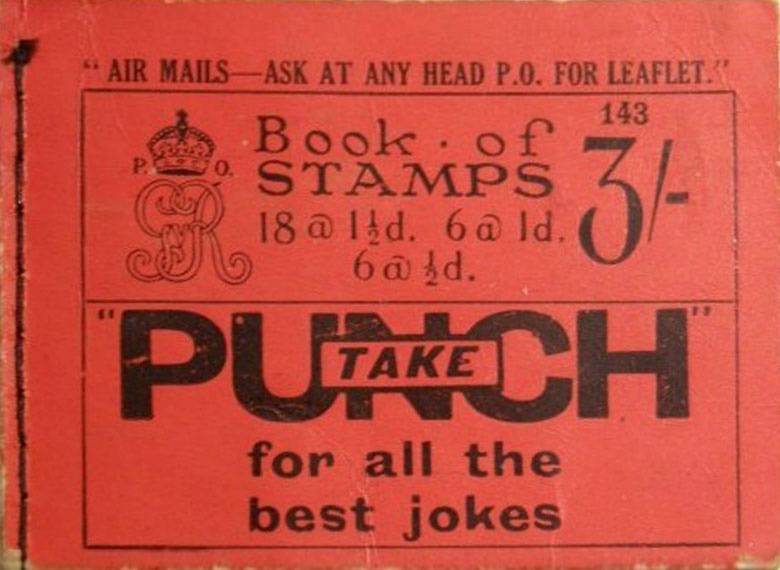 “ AIR MAILS—ASK AT ANY HEAD P.O. FOR LEAFLET.”
143
P. O.
GvR
Book · of
STAMPS
3/-
18 @ 1½d. 6 @ 1d.
6 @ ½d.
“PUNCH”
TAKE
for all the
best jokes